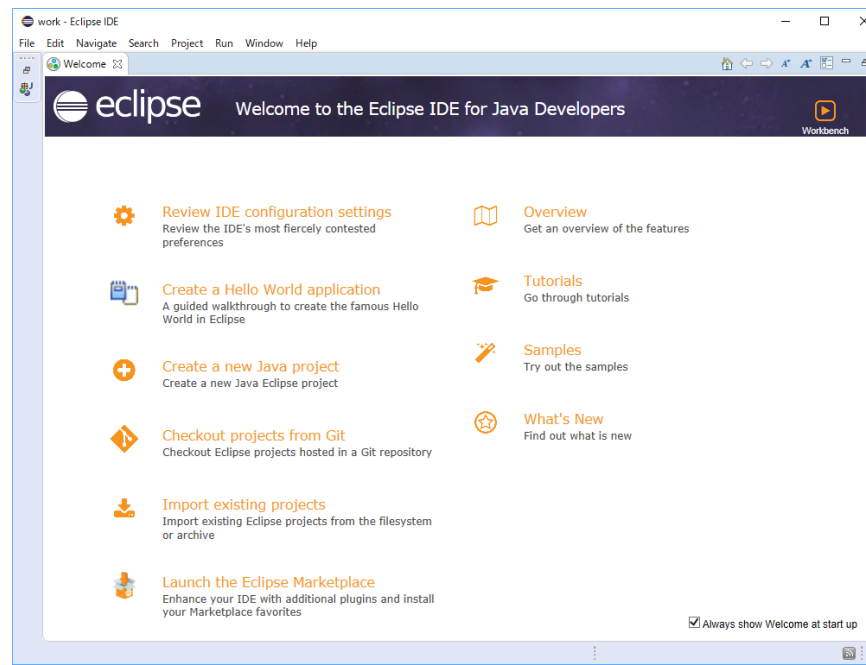 work - Eclipse IDE
File Edit Navigate Search Project Run Window Help
Welcome
eclipse
Welcome to the Eclipse IDE for Java Developers
Workbench
Review IDE configuration settings
Review the IDE's most fiercely contested
preferences
Create a Hello World application
A guided walkthrough to create the famous Hello
World in Eclipse
Create a new Java project
Create a new Java Eclipse project
Checkout projects from Git
Checkout Eclipse projects hosted in a Git repository
Import existing projects
Import existing Eclipse projects from the filesystem
or archive
Launch the Eclipse Marketplace
Enhance your IDE with additional plugins and install
your Marketplace favorites
Overview
Get an overview of the features
Tutorials
Go through tutorials
Samples
Try out the samples
What's New
Find out what is new
Always show Welcome at start up